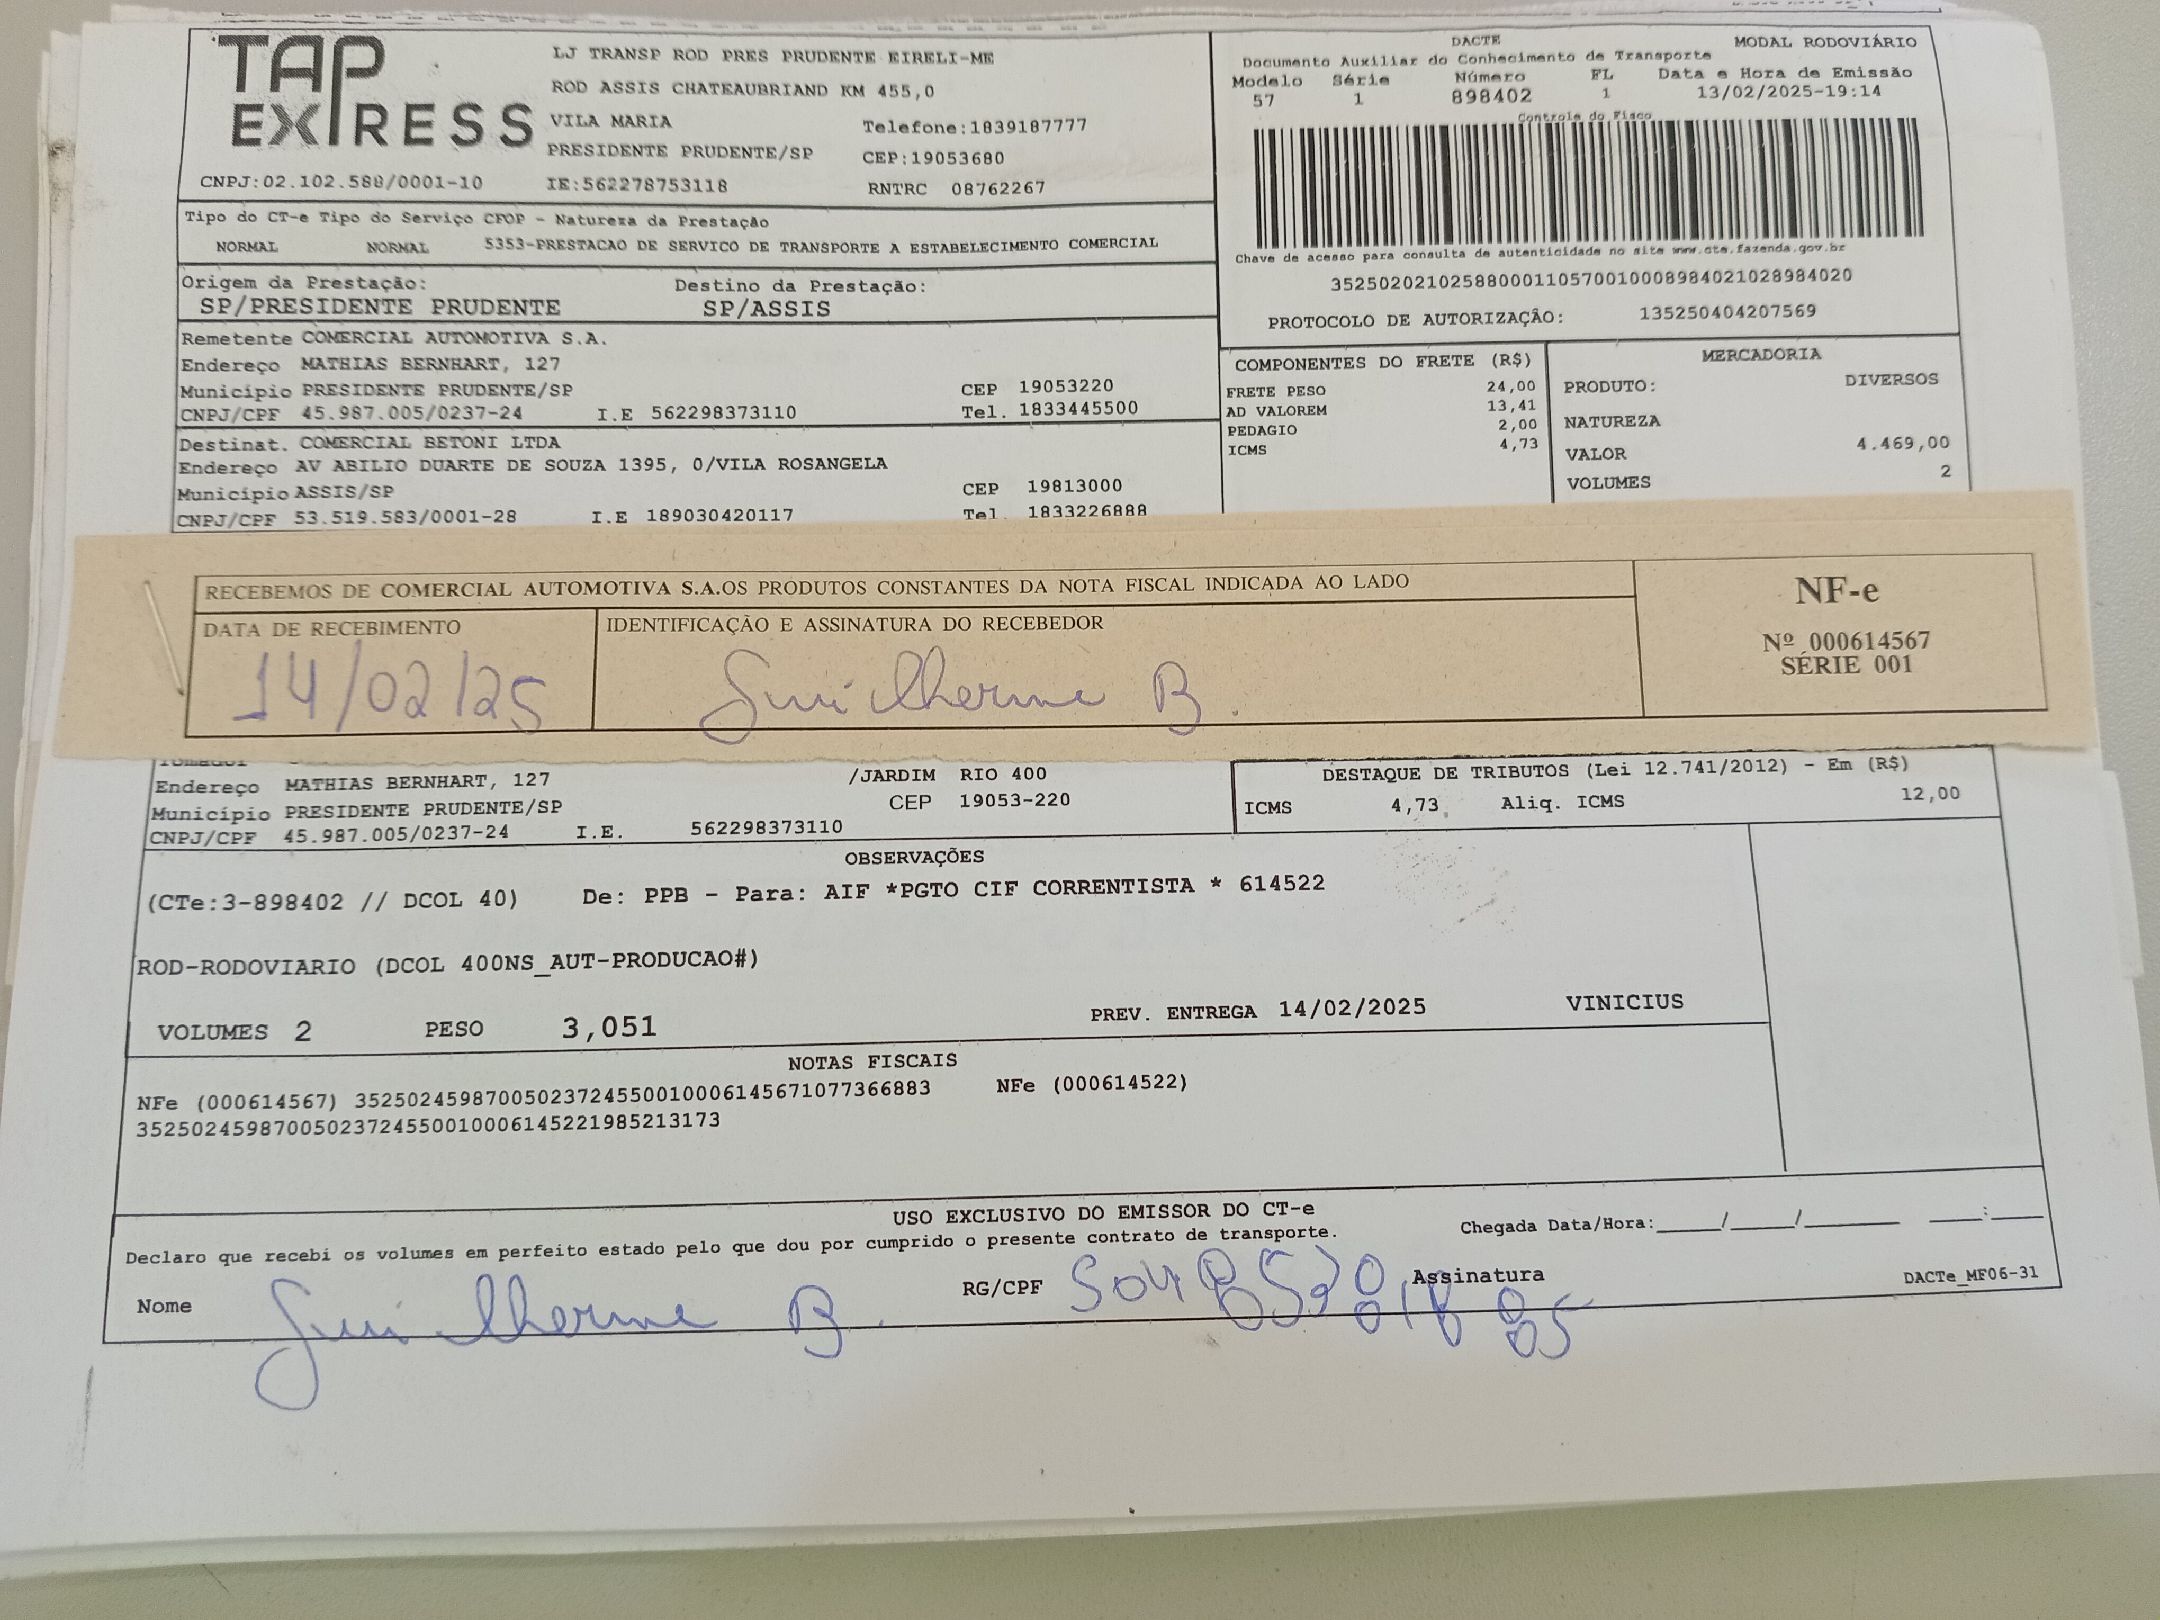 TAP EXPRESS
LJ TRANSP ROD PRES PRUDENTE EIRELI-ME
ROD ASSIS CHATEAUBRIAND KM 455,0
VILA MARIA Telefone:1839187777
PRESIDENTE PRUDENTE/SP CEP:19053680
CNPJ:02.102.588/0001-10 IE:562278753118 RNTRC 08762267
DACTE MODAL RODOVIÁRIO
Documento Auxiliar do Conhecimento de Transporte
Modelo Série Número FL Data e Hora de Emissão
57 1 898402 1 13/02/2025-19:14
Controle do Fisco
Chave de acesso para consulta de autenticidade no site www.cte.fazenda.gov.br
35250202102588000110570010008984021028984020
PROTOCOLO DE AUTORIZAÇÃO: 135250404207569
Tipo do CT-e Tipo do Serviço CFOP - Natureza da Prestação
NORMAL NORMAL 5353-PRESTACAO DE SERVICO DE TRANSPORTE A ESTABELECIMENTO COMERCIAL
Origem da Prestação: Destino da Prestação:
SP/PRESIDENTE PRUDENTE SP/ASSIS
Remetente COMERCIAL AUTOMOTIVA S.A.
Endereço MATHIAS BERNHART, 127
Município PRESIDENTE PRUDENTE/SP CEP 19053220
CNPJ/CPF 45.987.005/0237-24 I.E 562298373110 Tel. 1833445500
Destinat. COMERCIAL BETONI LTDA
Endereço AV ABILIO DUARTE DE SOUZA 1395, 0/VILA ROSANGELA
Município ASSIS/SP CEP 19813000
CNPJ/CPF 53.519.583/0001-28 I.E 189030420117 Tel 1833226888
COMPONENTES DO FRETE (R$)
FRETE PESO 24,00
AD VALOREM 13,41
PEDAGIO 2,00
ICMS 4,73
MERCADORIA
PRODUTO: DIVERSOS
NATUREZA
VALOR 4.469,00
VOLUMES 2
RECEBEMOS DE COMERCIAL AUTOMOTIVA S.A.OS PRODUTOS CONSTANTES DA NOTA FISCAL INDICADA AO LADO
DATA DE RECEBIMENTO IDENTIFICAÇÃO E ASSINATURA DO RECEBEDOR
14/02/25 Guilherme B.
NF-e
Nº 000614567
SÉRIE 001
Tomador
Endereço MATHIAS BERNHART, 127 /JARDIM RIO 400
Município PRESIDENTE PRUDENTE/SP CEP 19053-220
CNPJ/CPF 45.987.005/0237-24 I.E. 562298373110
DESTAQUE DE TRIBUTOS (Lei 12.741/2012) - Em (R$)
ICMS 4,73 Aliq. ICMS 12,00
OBSERVAÇÕES
(CTe:3-898402 // DCOL 40) De: PPB - Para: AIF *PGTO CIF CORRENTISTA * 614522
ROD-RODOVIARIO (DCOL 400NS_AUT-PRODUCAO#)
VOLUMES 2 PESO 3,051 PREV. ENTREGA 14/02/2025 VINICIUS
NOTAS FISCAIS
NFe (000614567) 35250245987005023724550010006145671077366883 NFe (000614522)
35250245987005023724550010006145221985213173
USO EXCLUSIVO DO EMISSOR DO CT-e
Declaro que recebi os volumes em perfeito estado pelo que dou por cumprido o presente contrato de transporte.
Chegada Data/Hora:____/____/________ ____:____
Nome Guilherme B. RG/CPF Assinatura DACTe_MF06-31